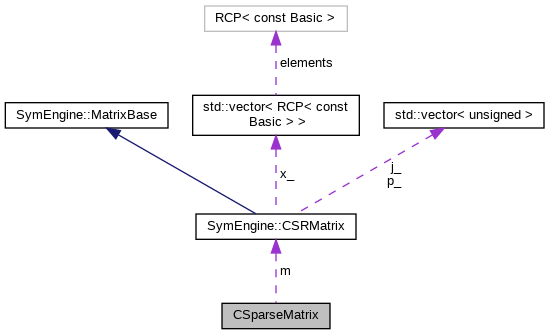 RCP< const Basic >
elements
SymEngine::MatrixBase
std::vector< RCP< const
Basic > >
std::vector< unsigned >
x_
j_
p_
SymEngine::CSRMatrix
m
CSparseMatrix